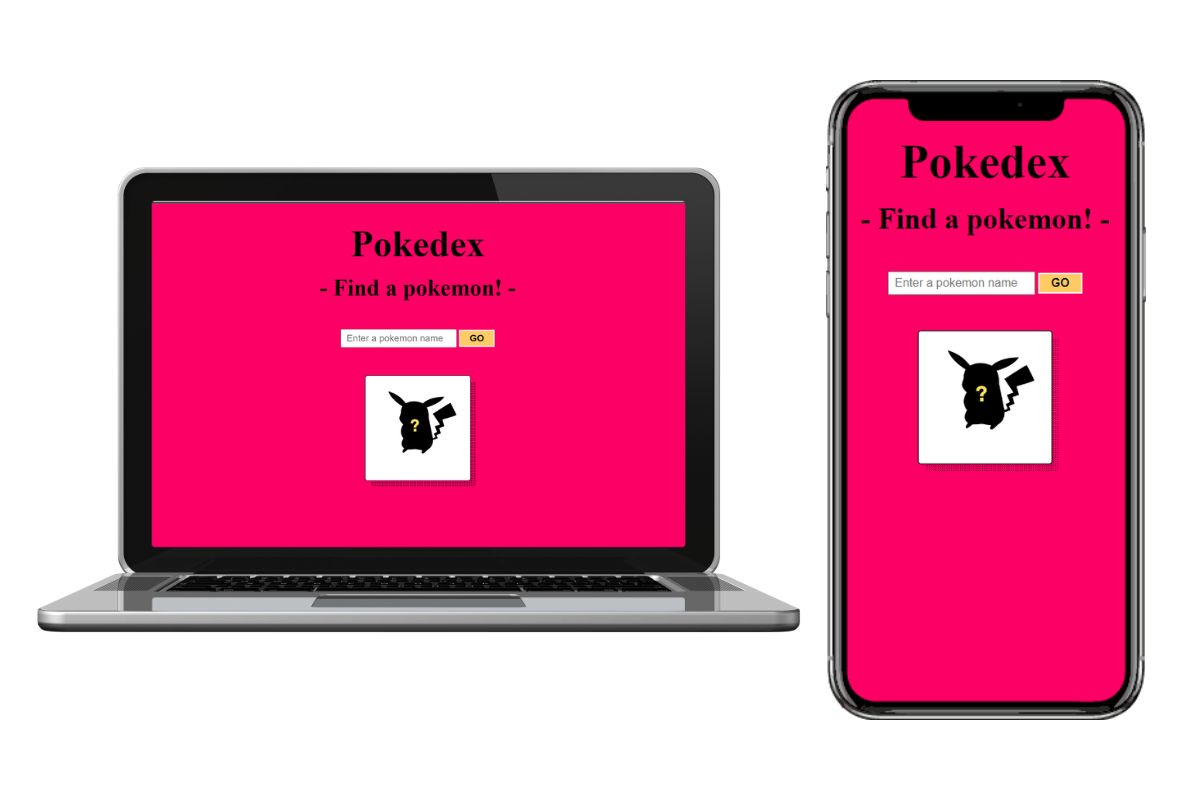 Pokedex
- Find a pokemon! -
Enter a pokemon name GO
?
Pokedex
- Find a pokemon! -
Enter a pokemon name GO
?